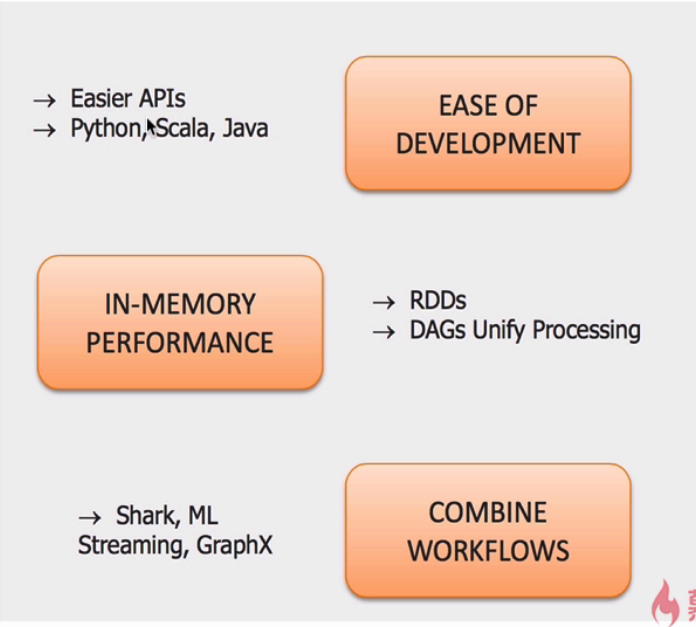 → Easier APIs
→ Python, Scala, Java
EASE OF
DEVELOPMENT
IN-MEMORY
PERFORMANCE
→ RDDs
→ DAGs Unify Processing
→ Shark, ML
Streaming, GraphX
COMBINE
WORKFLOWS